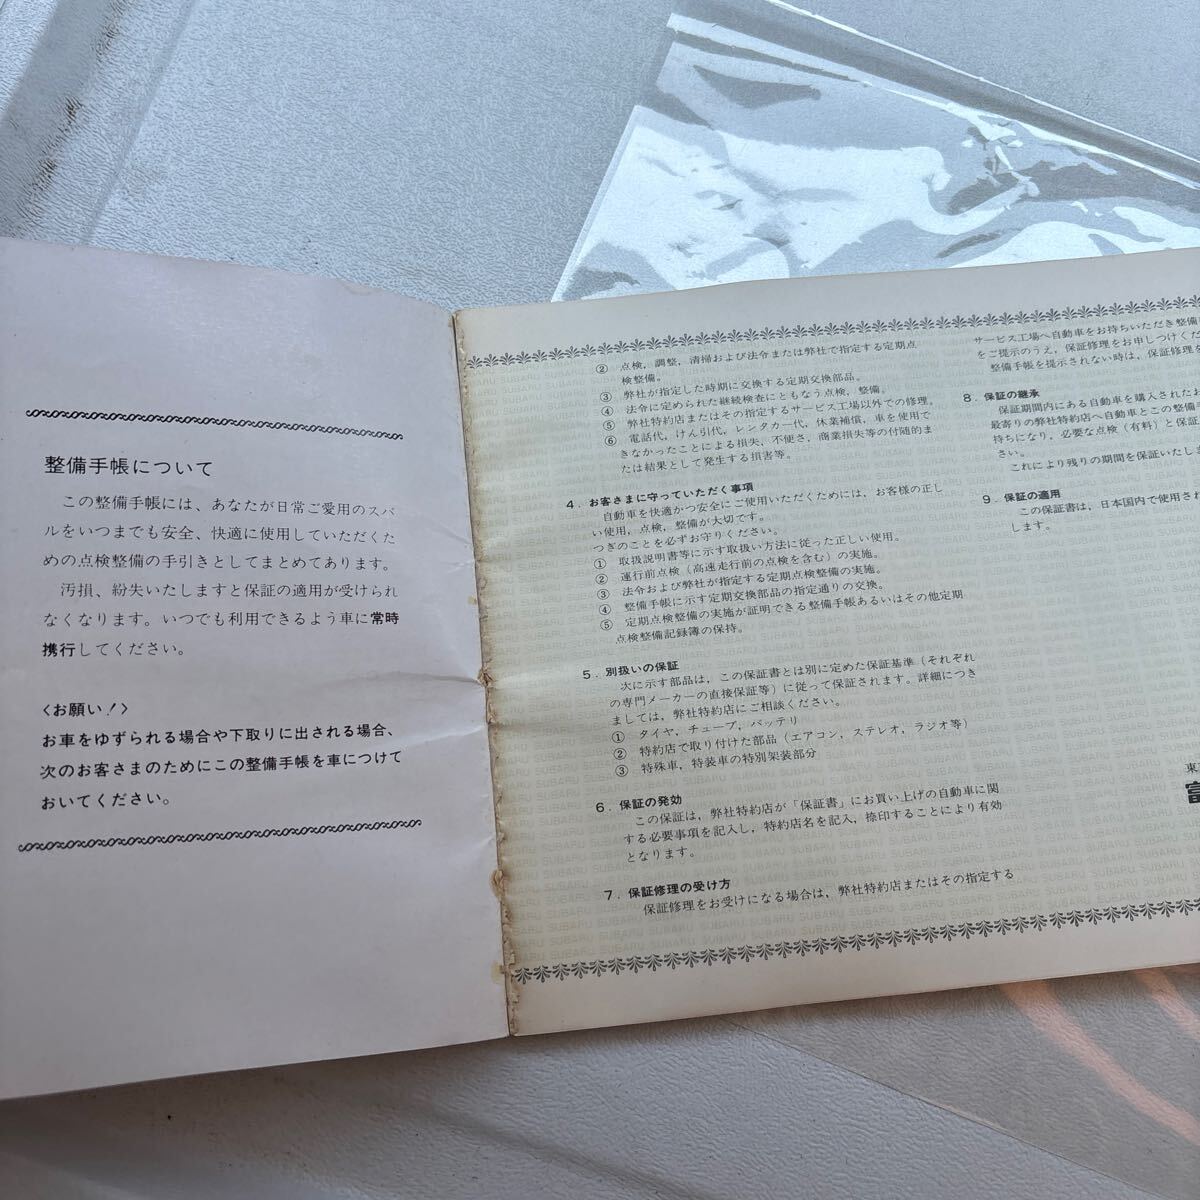 整備手帳について
この整備手帳には、あなたが日常ご愛用のスバ
ルをいつまでも安全、快適に使用していただくた
めの点検整備の手引きとしてまとめてあります。
汚損、紛失いたしますと保証の適用が受けられ
なくなります。いつでも利用できるよう車に常時
携行してください。
〈お願い！〉
お車をゆずられる場合や下取りに出される場合、
次のお客さまのためにこの整備手帳を車につけて
おいてください。
② 点検，調整，清掃および法令または弊社で指定する定期点
検整備。
③ 弊社が指定した時期に交換する定期交換部品。
④ 法令に定められた継続検査にともなう点検，整備。
⑤ 弊社特約店またはその指定するサービス工場以外での修理。
⑥ 電話代，けん引代，レンタカー代，休業補償，車を使用で
きなかったことによる損失、不便さ，商業損失等の付随的ま
たは結果として発生する損害等。
4．お客さまに守っていただく事項
自動車を快適かつ安全にご使用いただくためには，お客様の正し
い使用，点検，整備が大切です。
つぎのことを必ずお守りください。
① 取扱説明書等に示す取扱い方法に従った正しい使用。
② 運行前点検（高速走行前の点検を含む）の実施。
③ 法令および弊社が指定する定期点検整備の実施。
④ 整備手帳に示す定期交換部品の指定通りの交換。
⑤ 定期点検整備の実施が証明できる整備手帳あるいはその他定期
点検整備記録簿の保持。
5．別扱いの保証
次に示す部品は，この保証書とは別に定めた保証基準（それぞれ
の専門メーカーの直接保証等）に従って保証されます。詳細につき
ましては，弊社特約店にご相談ください。
① タイヤ，チューブ，バッテリ
② 特約店で取り付けた部品（エアコン，ステレオ，ラジオ等）
③ 特殊車，特装車の特別架装部分
6．保証の発効
この保証は，弊社特約店が「保証書」にお買い上げの自動車に関
する必要事項を記入し，特約店名を記入，捺印することにより有効
となります。
7．保証修理の受け方
保証修理をお受けになる場合は，弊社特約店またはその指定する
サービス工場へ自動車をお持ちいただき整備
をご提示のうえ，保証修理をお申しつけくだ
整備手帳を提示されない時は，保証修理を
8．保証の継承
保証期間内にある自動車を購入されたお
最寄りの弊社特約店へ自動車とこの整備手
持ちになり，必要な点検（有料）と保証
さい。
これにより残りの期間を保証いたしま
9．保証の適用
この保証書は，日本国内で使用され
します。
東
富